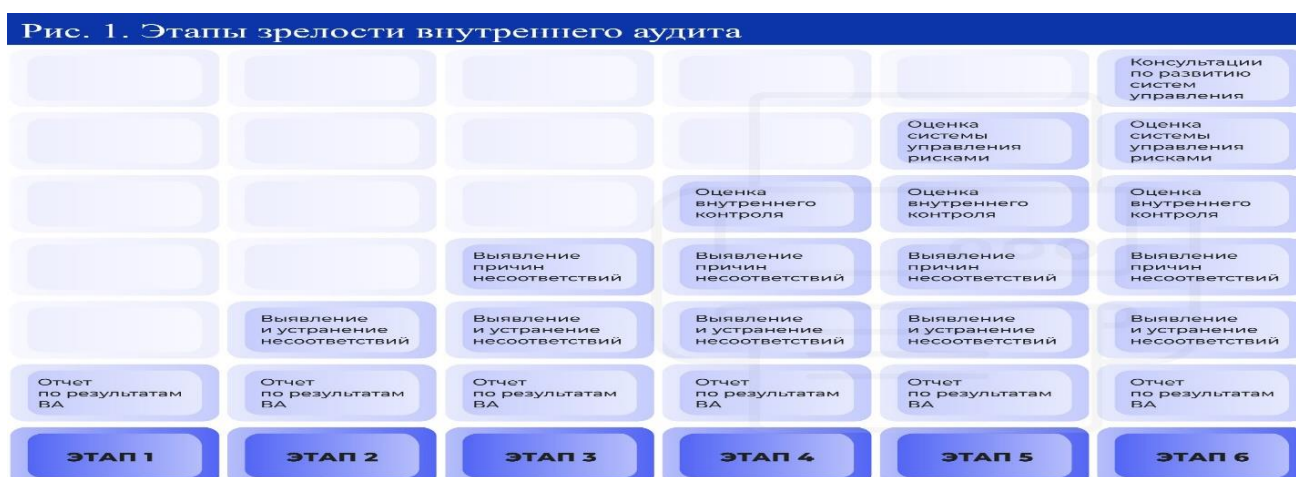 Рис. 1. Этапы зрелости внутреннего аудита
Консультации
по развитию
систем
управления
Оценка
системы
управления
рисками
Оценка
системы
управления
рисками
Оценка
внутреннего
контроля
Оценка
внутреннего
контроля
Оценка
внутреннего
контроля
Выявление
причин
несоответствий
Выявление
причин
несоответствий
Выявление
причин
несоответствий
Выявление
причин
несоответствий
Выявление
и устранение
несоответствий
Выявление
и устранение
несоответствий
Выявление
и устранение
несоответствий
Выявление
и устранение
несоответствий
Выявление
и устранение
несоответствий
Отчет
по результатам
ВА
Отчет
по результатам
ВА
Отчет
по результатам
ВА
Отчет
по результатам
ВА
Отчет
по результатам
ВА
Отчет
по результатам
ВА
ЭТАП 1
ЭТАП 2
ЭТАП 3
ЭТАП 4
ЭТАП 5
ЭТАП 6